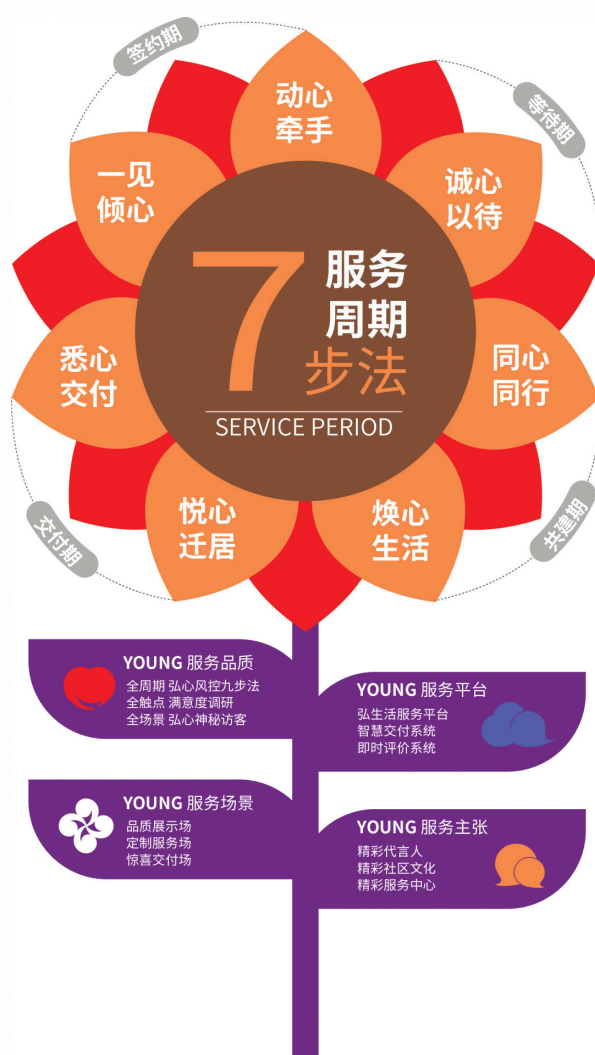 签约期
等待期
动心
牵手
一见
倾心
诚心
以待
7
服务
周期
步法
SERVICE PERIOD
悉心
交付
同心
同行
悦心
迁居
焕心
生活
交付期
共建期
YOUNG 服务品质
全周期 弘心风控九步法
全触点 满意度调研
全场景 弘心神秘访客
YOUNG 服务平台
弘生活服务平台
智慧交付系统
即时评价系统
YOUNG 服务场景
品质展示场
定制服务场
惊喜交付场
YOUNG 服务主张
精彩代言人
精彩社区文化
精彩服务中心